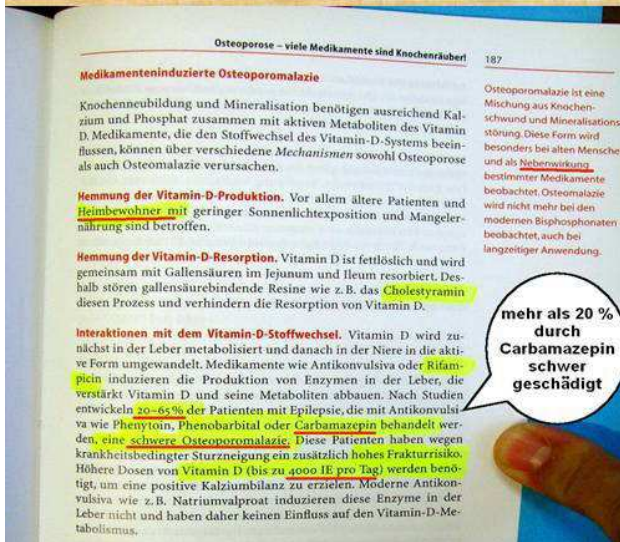 Osteoporose – viele Medikamente sind Knochenräuber!
187
Medikamenteninduzierte Osteoporomalazie
Knochenneubildung und Mineralisation benötigen ausreichend Kal-
zium und Phosphat zusammen mit aktiven Metaboliten des Vitamin
D. Medikamente, die den Stoffwechsel des Vitamin-D-Systems beein-
flussen, können über verschiedene Mechanismen sowohl Osteoporose
als auch Osteomalazie verursachen.
Hemmung der Vitamin-D-Produktion. Vor allem ältere Patienten und
Heimbewohner mit geringer Sonnenlichtexposition und Mangeler-
nährung sind betroffen.
Hemmung der Vitamin-D-Resorption. Vitamin D ist fettlöslich und wird
gemeinsam mit Gallensäuren im Jejunum und Ileum resorbiert. Des-
halb stören gallensäurebindende Resine wie z. B. das Cholestyramin
diesen Prozess und verhindern die Resorption von Vitamin D.
Interaktionen mit dem Vitamin-D-Stoffwechsel. Vitamin D wird zu-
nächst in der Leber metabolisiert und danach in der Niere in die akti-
ve Form umgewandelt. Medikamente wie Antikonvulsiva oder Rifam-
picin induzieren die Produktion von Enzymen in der Leber, die
verstärkt Vitamin D und seine Metaboliten abbauen. Nach Studien
entwickeln 20–65% der Patienten mit Epilepsie, die mit Antikonvulsi-
va wie Phenytoin, Phenobarbital oder Carbamazepin behandelt wer-
den, eine schwere Osteoporomalazie. Diese Patienten haben wegen
krankheitsbedingter Sturzneigung ein zusätzlich hohes Frakturrisiko.
Höhere Dosen von Vitamin D (bis zu 4000 IE pro Tag) werden benö-
tigt, um eine positive Kalziumbilanz zu erzielen. Moderne Antikon-
vulsiva wie z. B. Natriumvalproat induzieren diese Enzyme in der
Leber nicht und haben daher keinen Einfluss auf den Vitamin-D-Me-
tabolismus.
Osteoporomalazie ist eine
Mischung aus Knochen-
schwund und Mineralisations
störung. Diese Form wird
besonders bei alten Mensche
und als Nebenwirkung
bestimmter Medikamente
beobachtet. Osteomalazie
wird nicht mehr bei den
modernen Bisphosphonaten
beobachtet, auch bei
langzeitiger Anwendung.
mehr als 20 %
durch
Carbamazepin
schwer
geschädigt